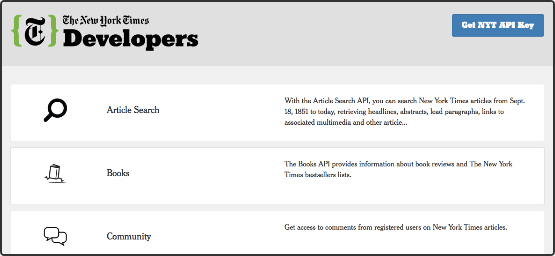 The New York Times
Developers
Get NYT API Key
Article Search
With the Article Search API, you can search New York Times articles from Sept.
18, 1851 to today, retrieving headlines, abstracts, lead paragraphs, links to
associated multimedia and other article...
Books
The Books API provides information about book reviews and The New York
Times bestsellers lists.
Community
Get access to comments from registered users on New York Times articles.